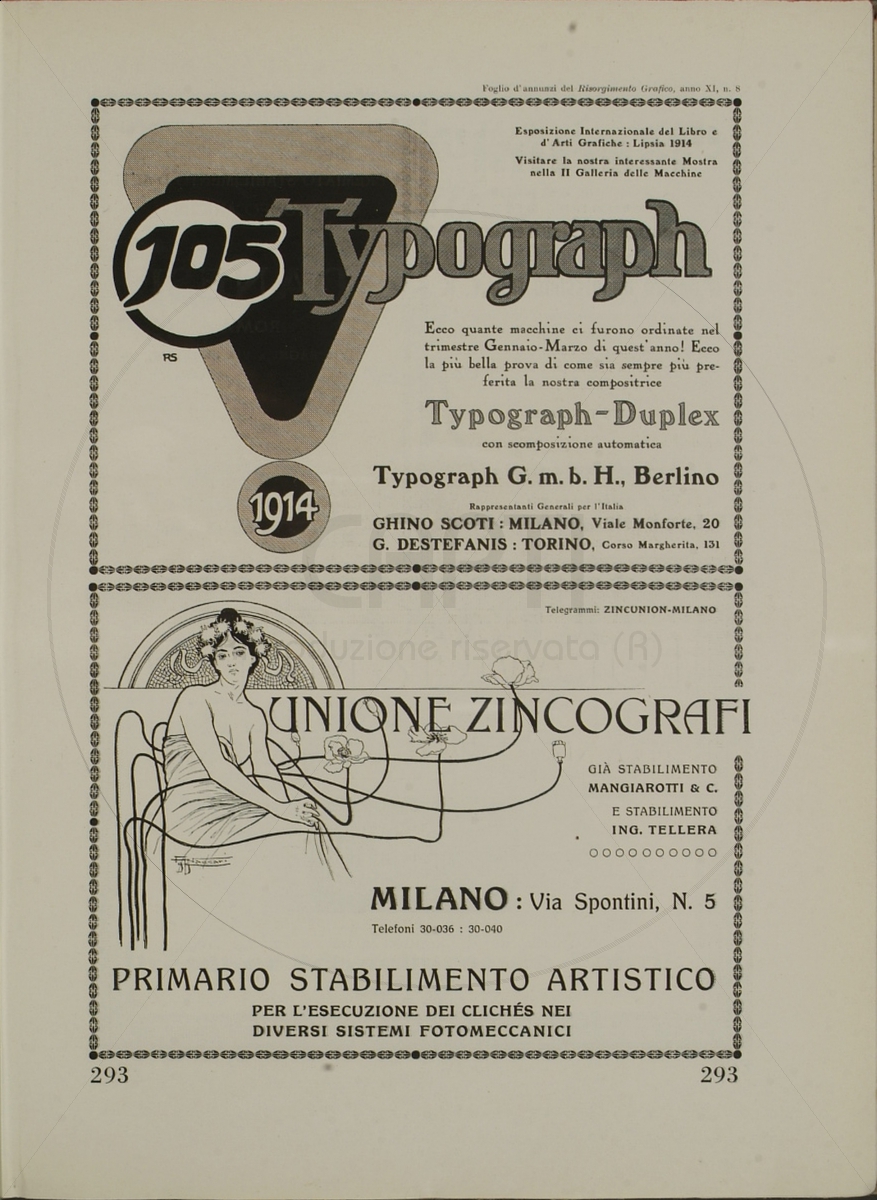 Foglio d'annunzi del Risorgimento Grafico, anno XI, n. 8
Esposizione Internazionale del Libro e
d'Arti Grafiche : Lipsia 1914
Visitare la nostra interessante Mostra
nella II Galleria delle Macchine
105 Typograph
RS
Ecco quante macchine ci furono ordinate nel
trimestre Gennaio-Marzo di quest'anno! Ecco
la più bella prova di come sia sempre più pre-
ferita la nostra compositrice
Typograph-Duplex
con scomposizione automatica
Typograph G. m. b. H., Berlino
1914
Rappresentanti Generali per l'Italia
GHINO SCOTI : MILANO, Viale Monforte, 20
G. DESTEFANIS : TORINO, Corso Margherita, 131
Telegrammi: ZINCUNION-MILANO
UNIONE ZINCOGRAFI
GIÀ STABILIMENTO
MANGIAROTTI & C.
E STABILIMENTO
ING. TELLERA
MILANO : Via Spontini, N. 5
Telefoni 30-036 : 30-040
PRIMARIO STABILIMENTO ARTISTICO
PER L'ESECUZIONE DEI CLICHÉS NEI
DIVERSI SISTEMI FOTOMECCANICI
293
293
riservata (R)